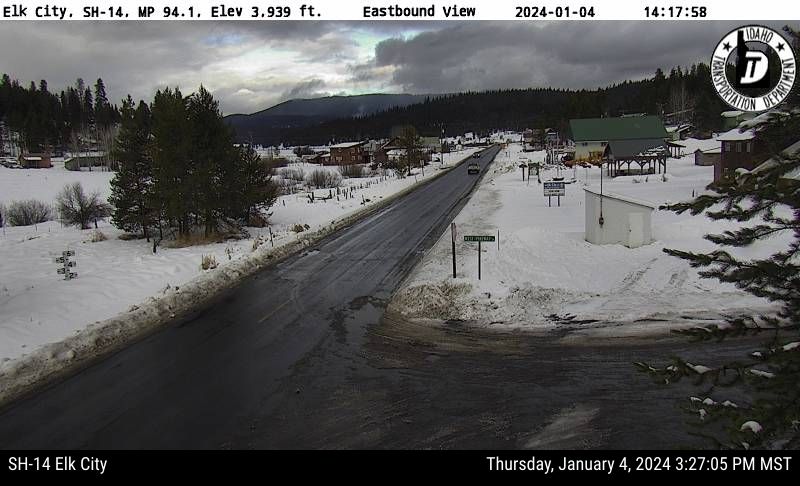 Elk City, SH-14, MP 94.1, Elev 3,939 ft. Eastbound View 2024-01-04 14:17:58
IDAHO
TRANSPORTATION DEPARTMENT
SH-14 Elk City Thursday, January 4, 2024 3:27:05 PM MST